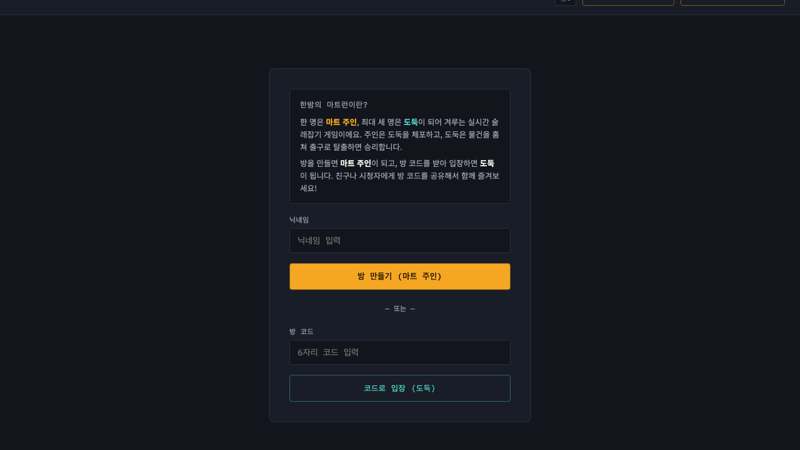 한밤의 마트런이란?
한 명은 마트 주인, 최대 세 명은 도둑이 되어 겨루는 실시간 술
래잡기 게임이에요. 주인은 도둑을 체포하고, 도둑은 물건을 훔
쳐 출구로 탈출하면 승리합니다.
방을 만들면 마트 주인이 되고, 방 코드를 받아 입장하면 도둑
이 됩니다. 친구나 시청자에게 방 코드를 공유해서 함께 즐겨보
세요!
닉네임
닉네임 입력
방 만들기 (마트 주인)
— 또는 —
방 코드
6자리 코드 입력
코드로 입장 (도둑)